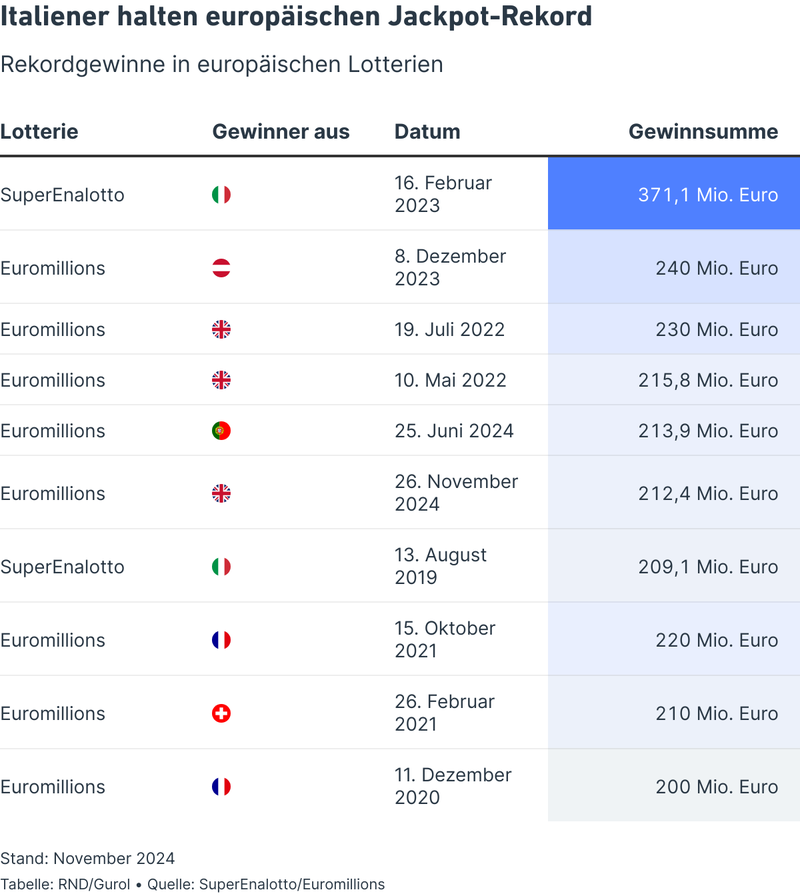 Italiener halten europäischen Jackpot-Rekord
Rekordgewinne in europäischen Lotterien
Lotterie Gewinner aus Datum Gewinnsumme
SuperEnalotto 16. Februar 2023 371,1 Mio. Euro
Euromillions 8. Dezember 2023 240 Mio. Euro
Euromillions 19. Juli 2022 230 Mio. Euro
Euromillions 10. Mai 2022 215,8 Mio. Euro
Euromillions 25. Juni 2024 213,9 Mio. Euro
Euromillions 26. November 2024 212,4 Mio. Euro
SuperEnalotto 13. August 2019 209,1 Mio. Euro
Euromillions 15. Oktober 2021 220 Mio. Euro
Euromillions 26. Februar 2021 210 Mio. Euro
Euromillions 11. Dezember 2020 200 Mio. Euro
Stand: November 2024
Tabelle: RND/Gurol • Quelle: SuperEnalotto/Euromillions